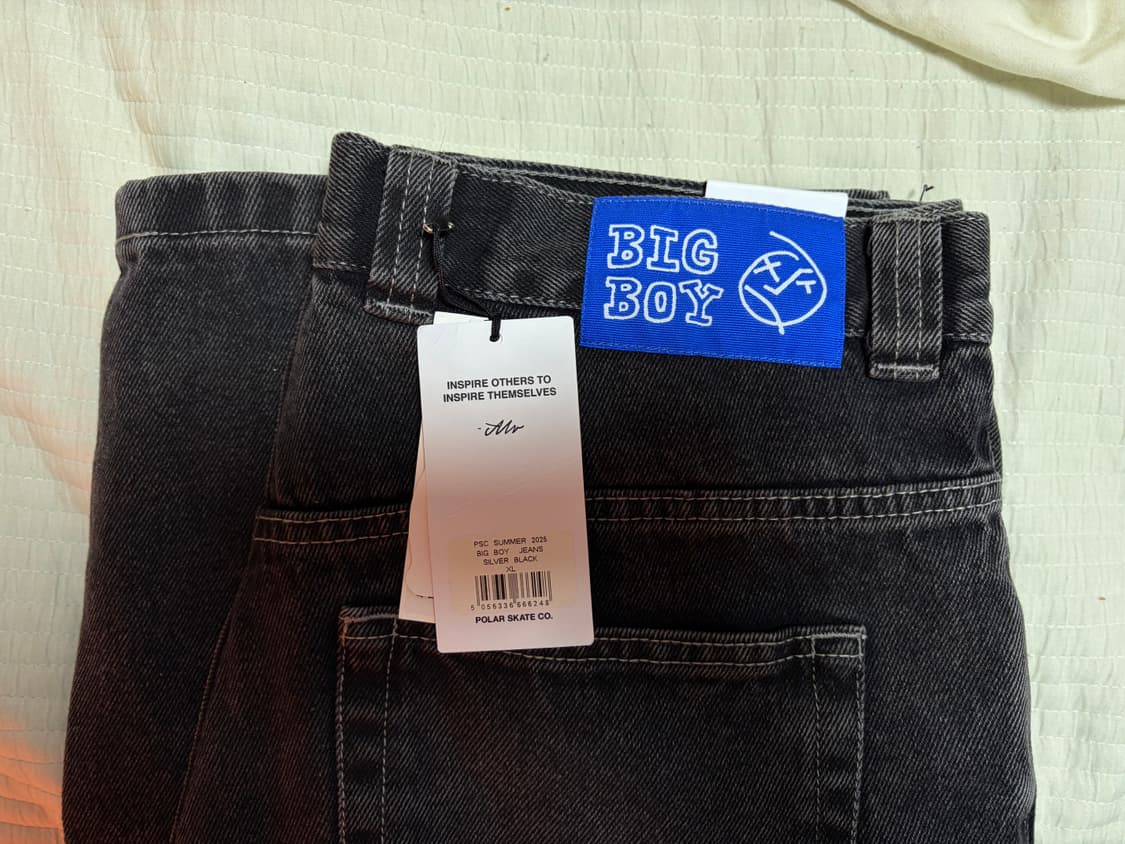 BIG
BOY
INSPIRE OTHERS TO
INSPIRE THEMSELVES
PSC SUMMER 2025
BIG BOY JEANS
SILVER BLACK
XL
5 056336 666248
POLAR SKATE CO.